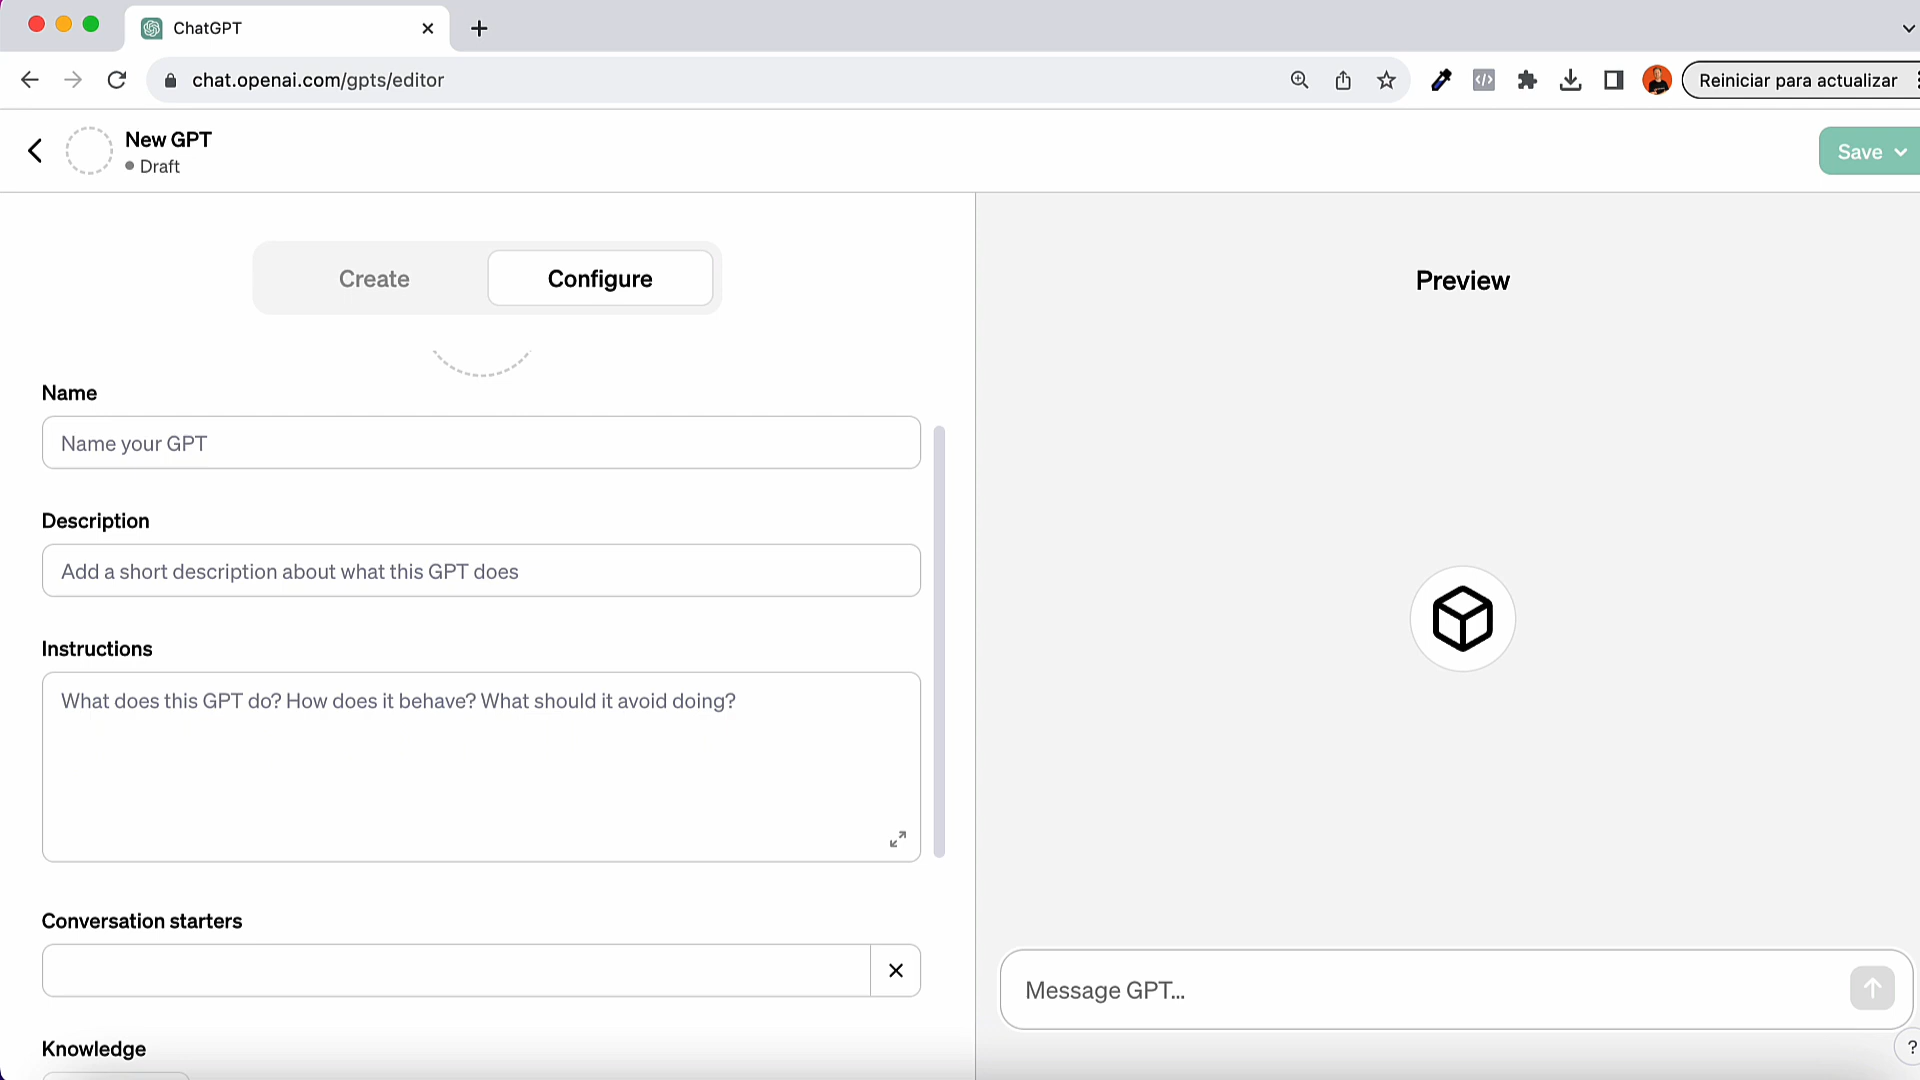 ChatGPT
chat.openai.com/gpts/editor
Reiniciar para actualizar
New GPT
Draft
Save
Create
Configure
Preview
Name
Name your GPT
Description
Add a short description about what this GPT does
Instructions
What does this GPT do? How does it behave? What should it avoid doing?
Conversation starters
Message GPT...
Knowledge
?